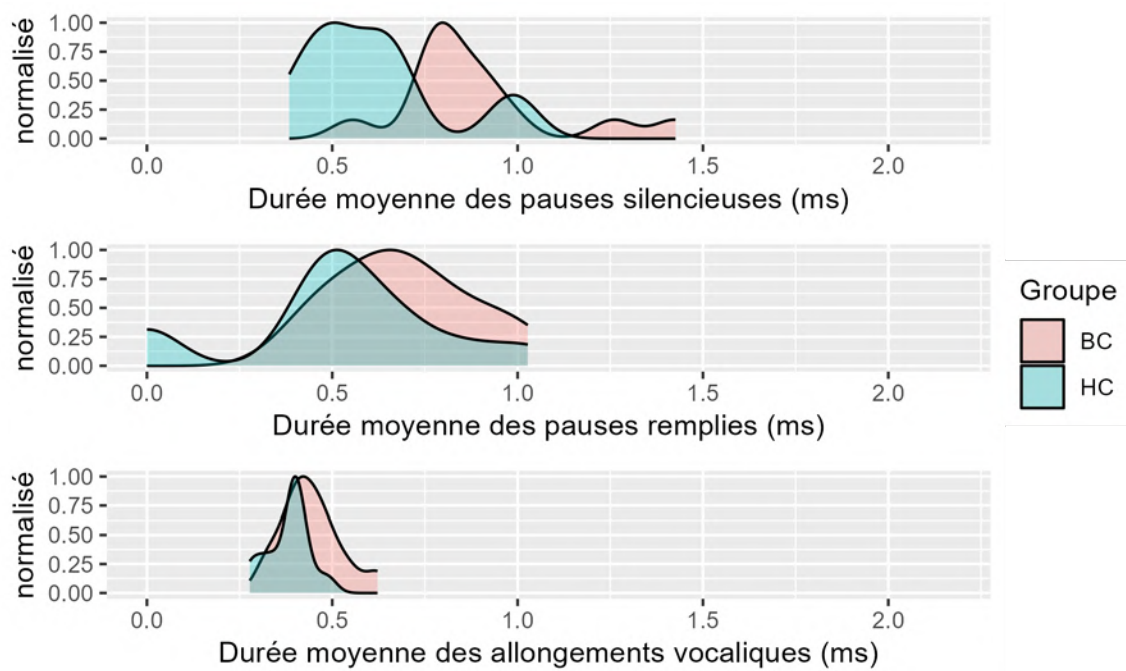 normalisé
1.00
0.75
0.50
0.25
0.00
0.0 0.5 1.0 1.5 2.0
Durée moyenne des pauses silencieuses (ms)
normalisé
1.00
0.75
0.50
0.25
0.00
0.0 0.5 1.0 1.5 2.0
Durée moyenne des pauses remplies (ms)
normalisé
1.00
0.75
0.50
0.25
0.00
0.0 0.5 1.0 1.5 2.0
Durée moyenne des allongements vocaliques (ms)
Groupe
BC
HC